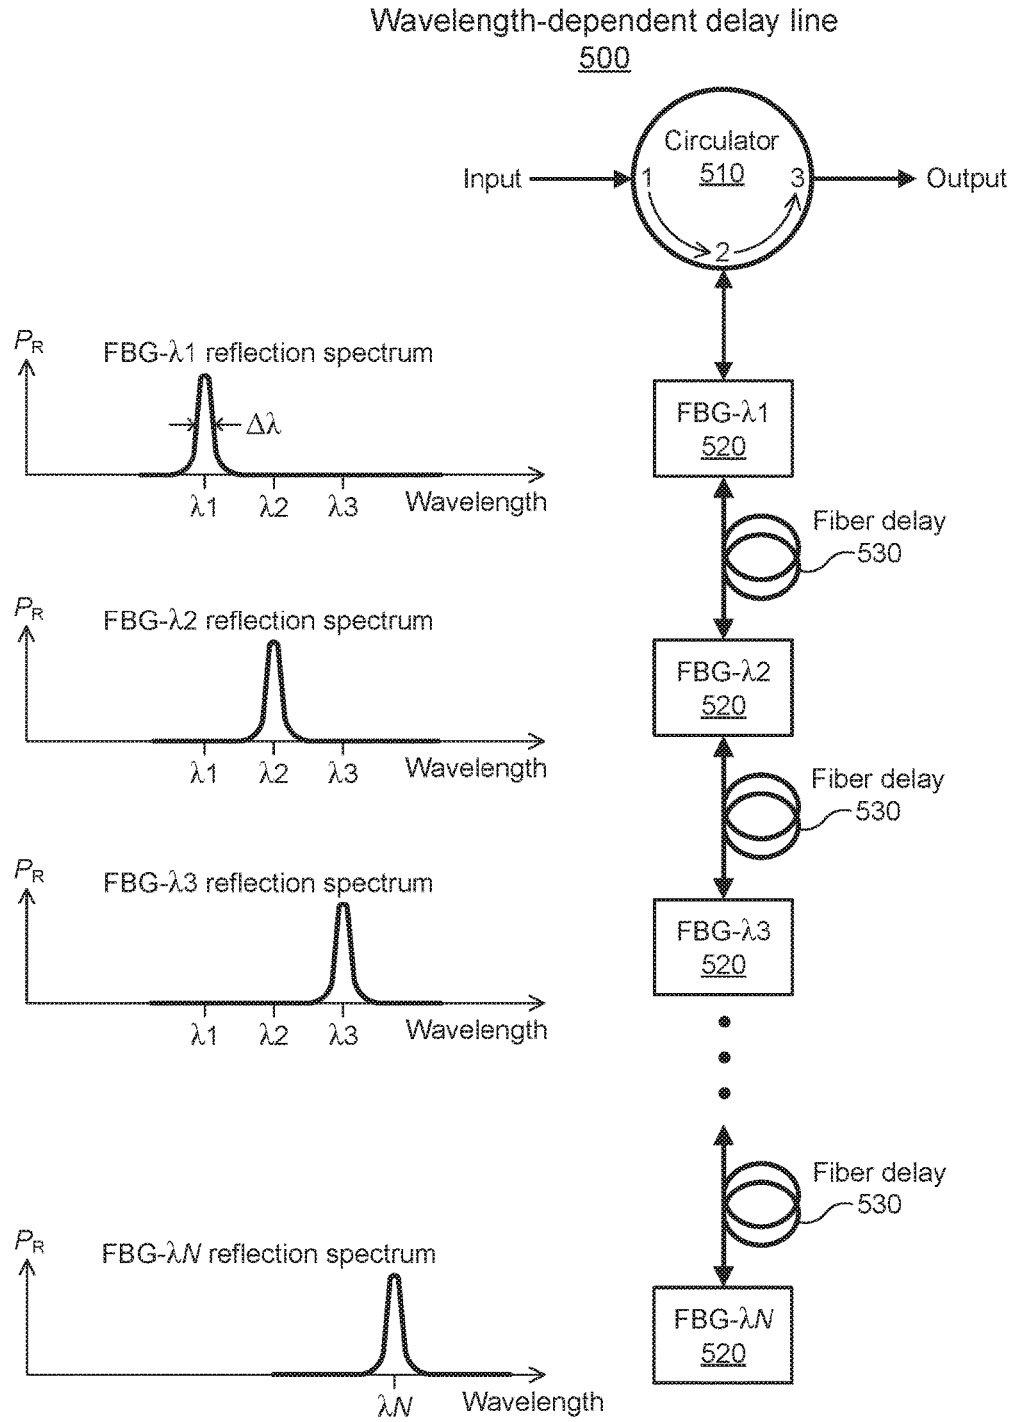 Wavelength-dependent delay line
500
Circulator
510
Input
1
3
Output
2
PR
FBG-λ1 reflection spectrum
Δλ
λ1
λ2
λ3
Wavelength
FBG-λ1
520
Fiber delay
530
PR
FBG-λ2 reflection spectrum
λ1
λ2
λ3
Wavelength
FBG-λ2
520
Fiber delay
530
PR
FBG-λ3 reflection spectrum
λ1
λ2
λ3
Wavelength
FBG-λ3
520
Fiber delay
530
PR
FBG-λN reflection spectrum
λN
Wavelength
FBG-λN
520